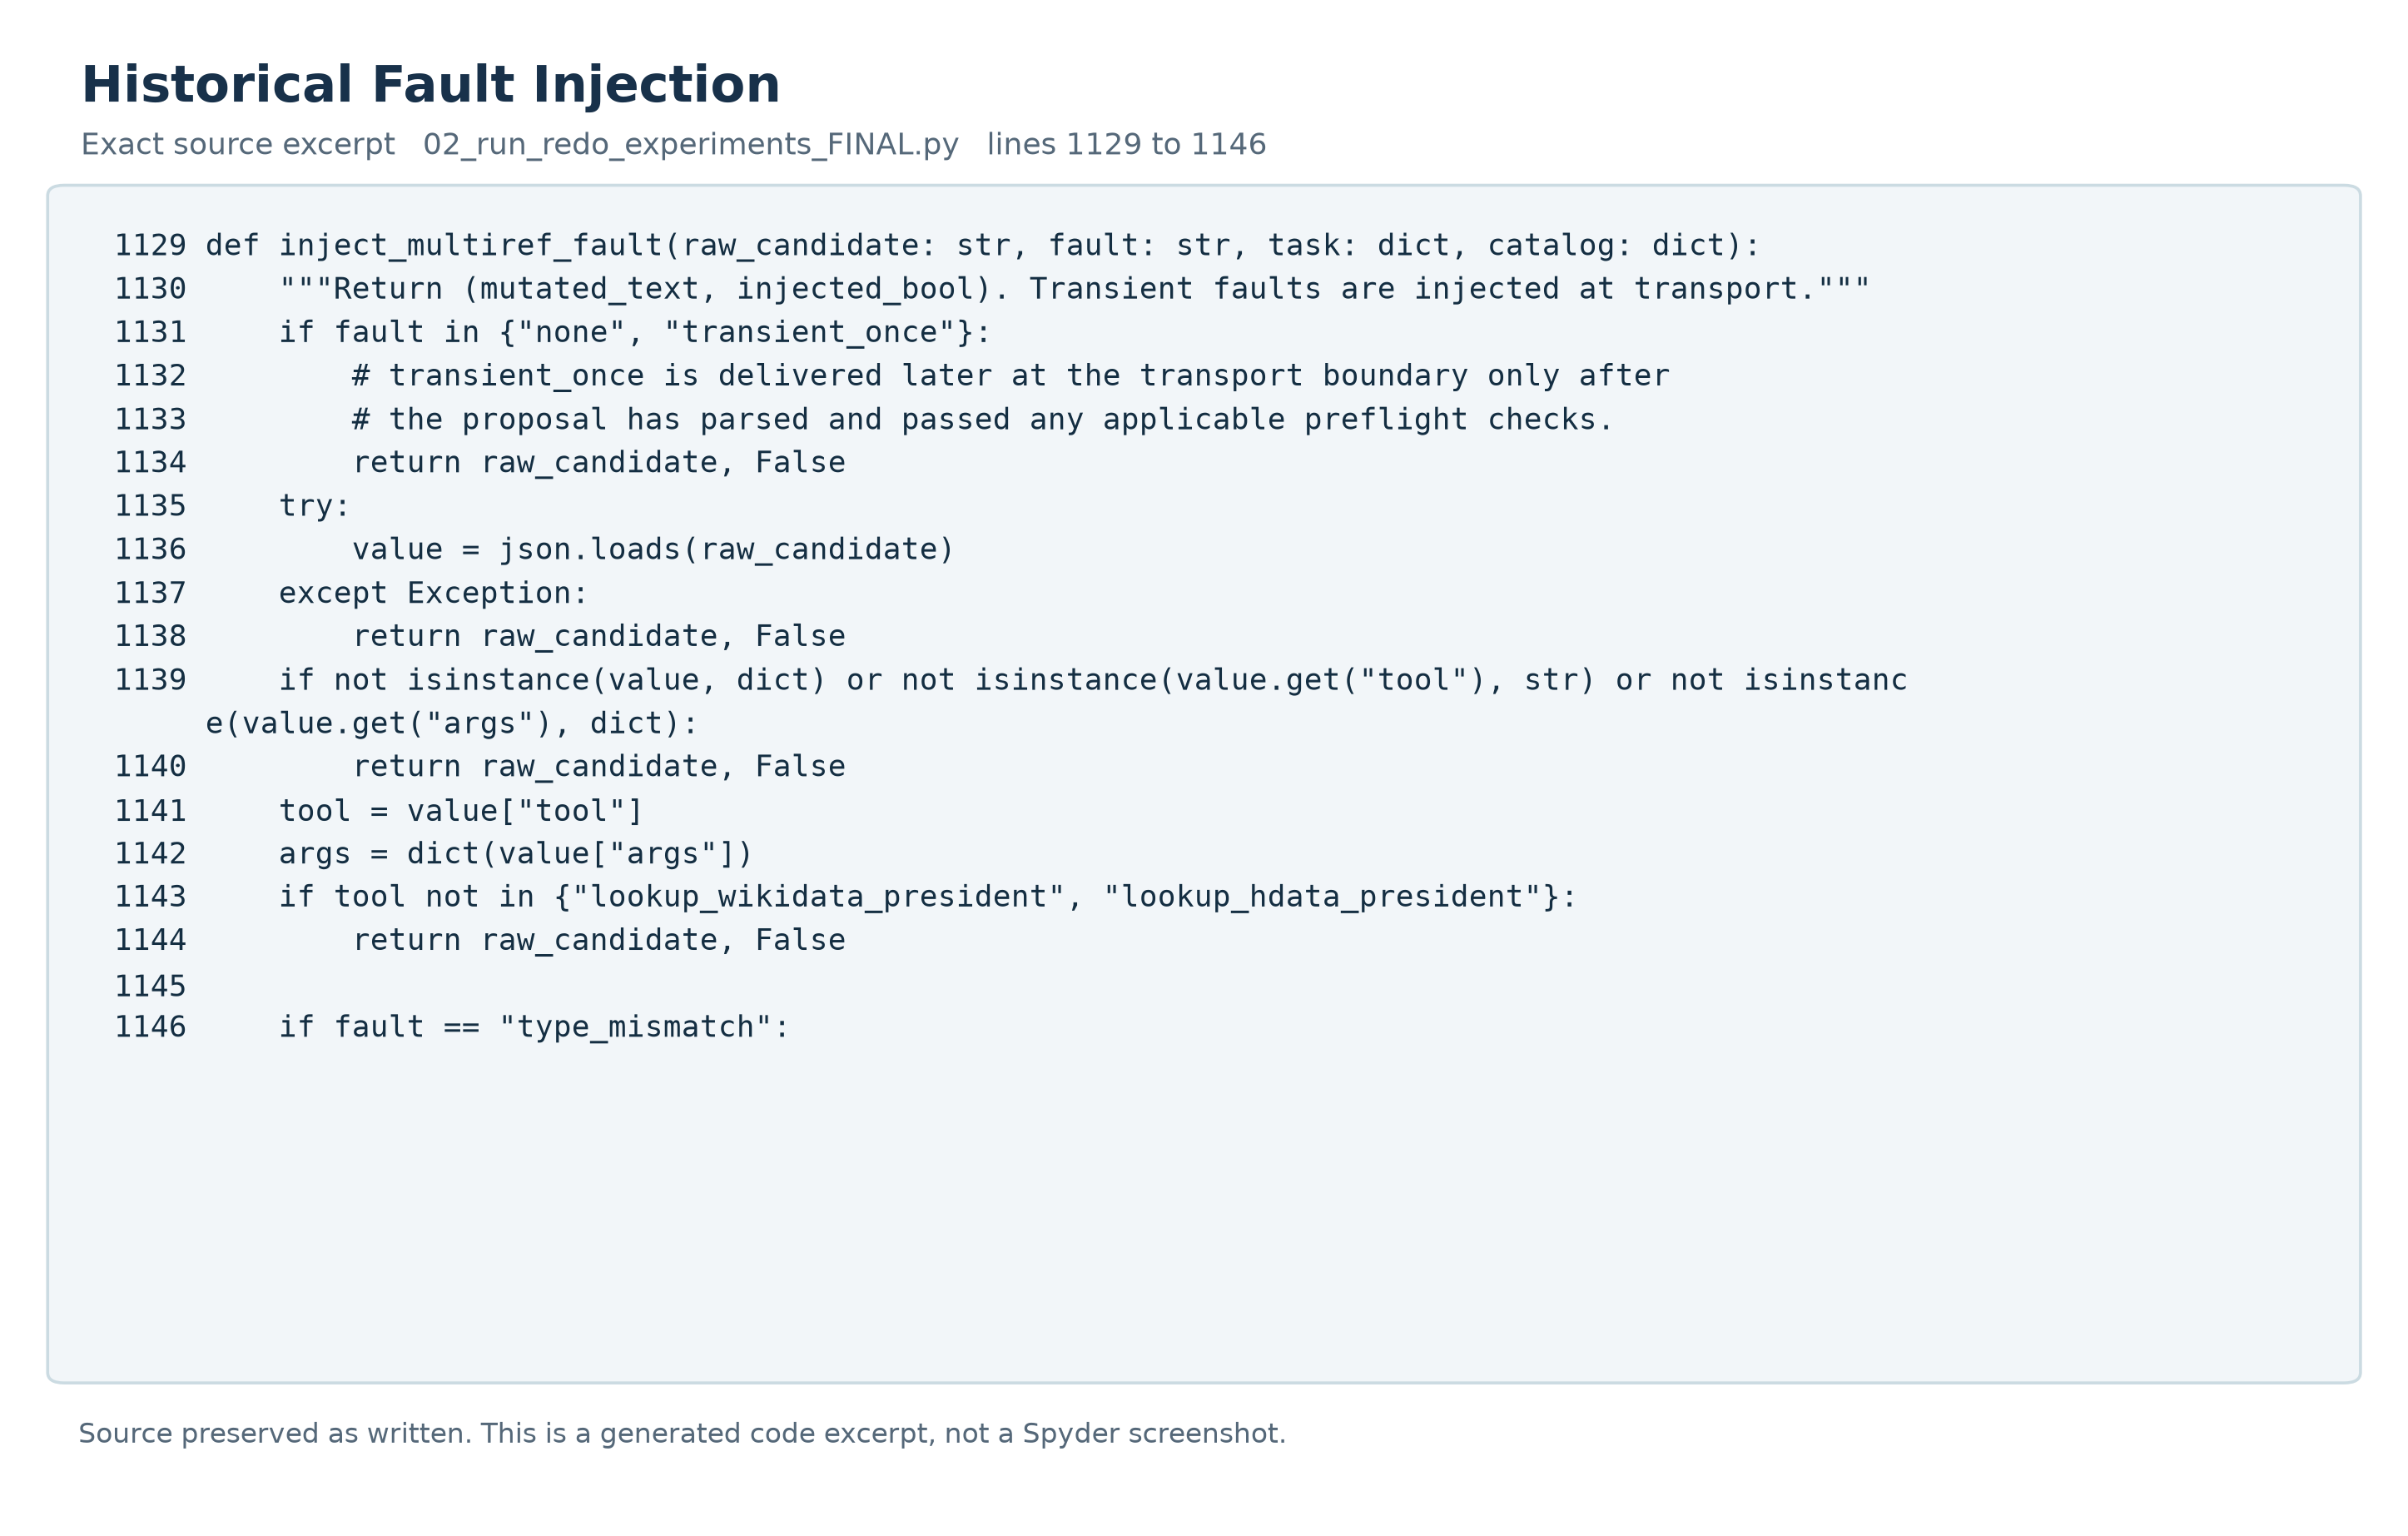 Historical Fault Injection
Exact source excerpt   02_run_redo_experiments_FINAL.py   lines 1129 to 1146
1129 def inject_multiref_fault(raw_candidate: str, fault: str, task: dict, catalog: dict):
1130     """Return (mutated_text, injected_bool). Transient faults are injected at transport."""
1131     if fault in {"none", "transient_once"}:
1132         # transient_once is delivered later at the transport boundary only after
1133         # the proposal has parsed and passed any applicable preflight checks.
1134         return raw_candidate, False
1135     try:
1136         value = json.loads(raw_candidate)
1137     except Exception:
1138         return raw_candidate, False
1139     if not isinstance(value, dict) or not isinstance(value.get("tool"), str) or not isinstanc
     e(value.get("args"), dict):
1140         return raw_candidate, False
1141     tool = value["tool"]
1142     args = dict(value["args"])
1143     if tool not in {"lookup_wikidata_president", "lookup_hdata_president"}:
1144         return raw_candidate, False
1145
1146     if fault == "type_mismatch":
Source preserved as written. This is a generated code excerpt, not a Spyder screenshot.